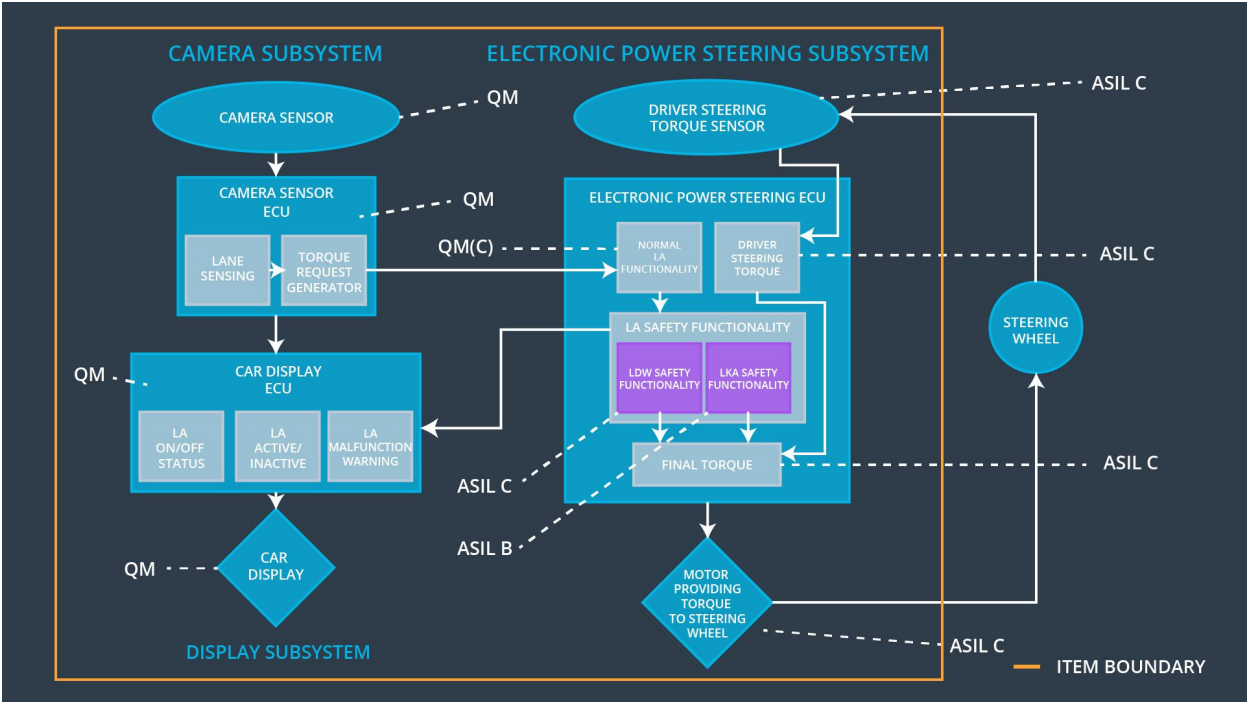 CAMERA SUBSYSTEM
ELECTRONIC POWER STEERING SUBSYSTEM
CAMERA SENSOR
QM
DRIVER STEERING
TORQUE SENSOR
ASIL C
CAMERA SENSOR
ECU
QM
LANE
SENSING
TORQUE
REQUEST
GENERATOR
ELECTRONIC POWER STEERING ECU
QM(C)
NORMAL
LA
FUNCTIONALITY
DRIVER
STEERING
TORQUE
ASIL C
LA SAFETY FUNCTIONALITY
LDW SAFETY
FUNCTIONALITY
LKA SAFETY
FUNCTIONALITY
STEERING
WHEEL
QM
CAR DISPLAY
ECU
LA
ON/OFF
STATUS
LA
ACTIVE/
INACTIVE
LA
MALFUNCTION
WARNING
FINAL TORQUE
ASIL C
ASIL C
ASIL B
QM
CAR
DISPLAY
MOTOR
PROVIDING
TORQUE
TO STEERING
WHEEL
ASIL C
DISPLAY SUBSYSTEM
ITEM BOUNDARY